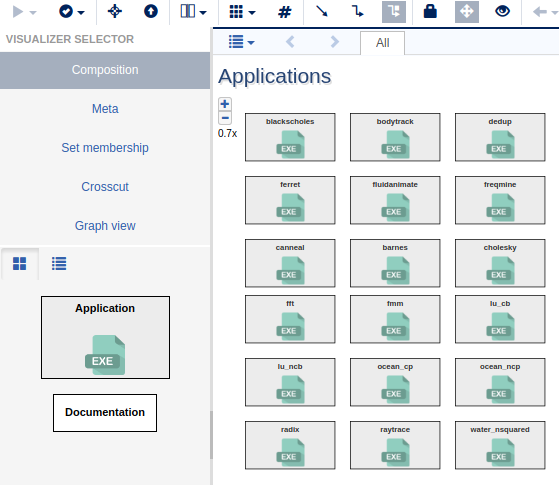 #
VISUALIZER SELECTOR
All
Composition
Applications
Meta
0.7x
Set membership
Crosscut
Graph view
Application
EXE
Documentation
blackscholes bodytrack dedup
EXE EXE EXE
ferret fluidanimate freqmine
EXE EXE EXE
canneal barnes cholesky
EXE EXE EXE
fft fmm lu_cb
EXE EXE EXE
lu_ncb ocean_cp ocean_ncp
EXE EXE EXE
radix raytrace water_nsquared
EXE EXE EXE